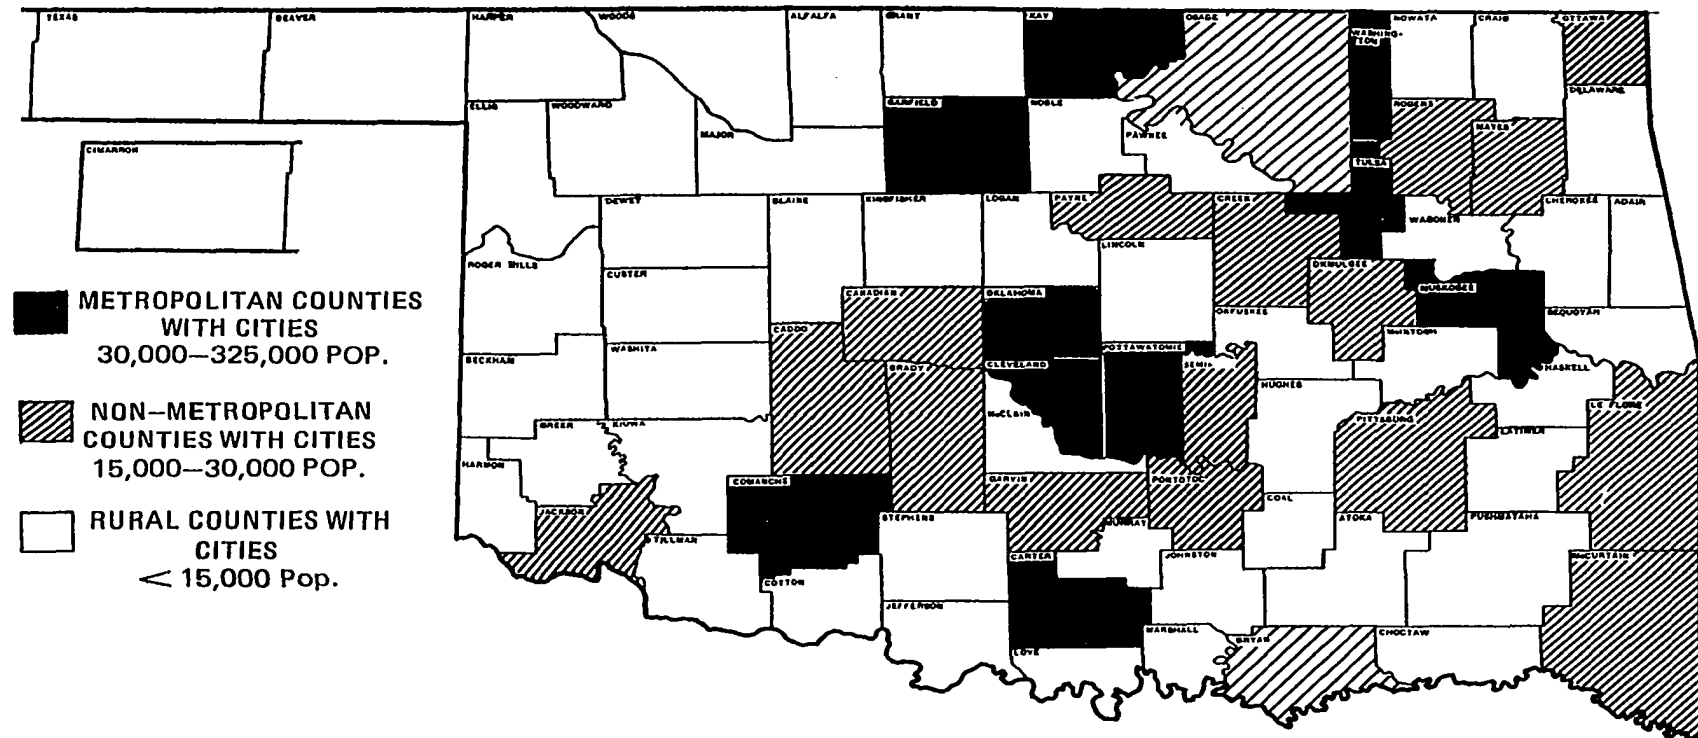 TEXAS
BEAVER
HARPER
WOODS
ALFALFA
GRANT
KAY
OSAGE
WASHING-
TON
NOWATA
CRAIG
OTTAWA
ELLIS
WOODWARD
MAJOR
GARFIELD
NOBLE
PAWNEE
ROGERS
MAYES
DELAWARE
CIMARRON
TULSA
DEWEY
BLAINE
KINGFISHER
LOGAN
PAYNE
CREEK
WAGONER
CHEROKEE
ADAIR
LINCOLN
ROGER MILLS
CUSTER
OKMULGEE
CANADIAN
OKLAHOMA
MUSKOGEE
METROPOLITAN COUNTIES
WITH CITIES
30,000—325,000 POP.
CADDO
OKFUSKEE
McINTOSH
SEQUOYAH
BECKHAM
WASHITA
GRADY
CLEVELAND
POTTAWATOMIE
HASKELL
HUGHES
McCLAIN
LE FLORE
PITTSBURG
NON—METROPOLITAN
COUNTIES WITH CITIES
15,000—30,000 POP.
GREER
KIOWA
LATIMER
HARMON
COMANCHE
GARVIN
PONTOTOC
COAL
RURAL COUNTIES WITH
CITIES
< 15,000 Pop.
JACKSON
STEPHENS
MURRAY
ATOKA
PUSHMATAHA
TILLMAN
CARTER
JOHNSTON
McCURTAIN
COTTON
JEFFERSON
MARSHALL
BRYAN
CHOCTAW
LOVE